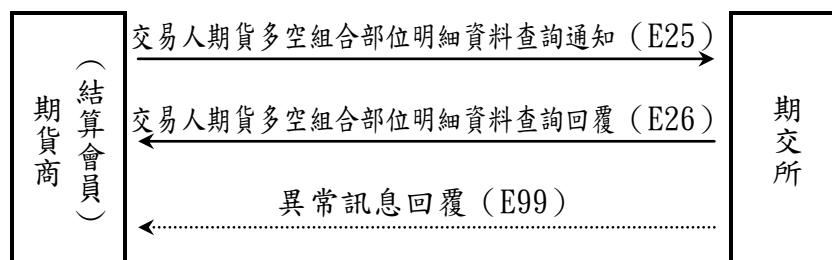 期貨商
（結算會員）
交易人期貨多空組合部位明細資料查詢通知（E25）
交易人期貨多空組合部位明細資料查詢回覆（E26）
異常訊息回覆（E99）
期交所